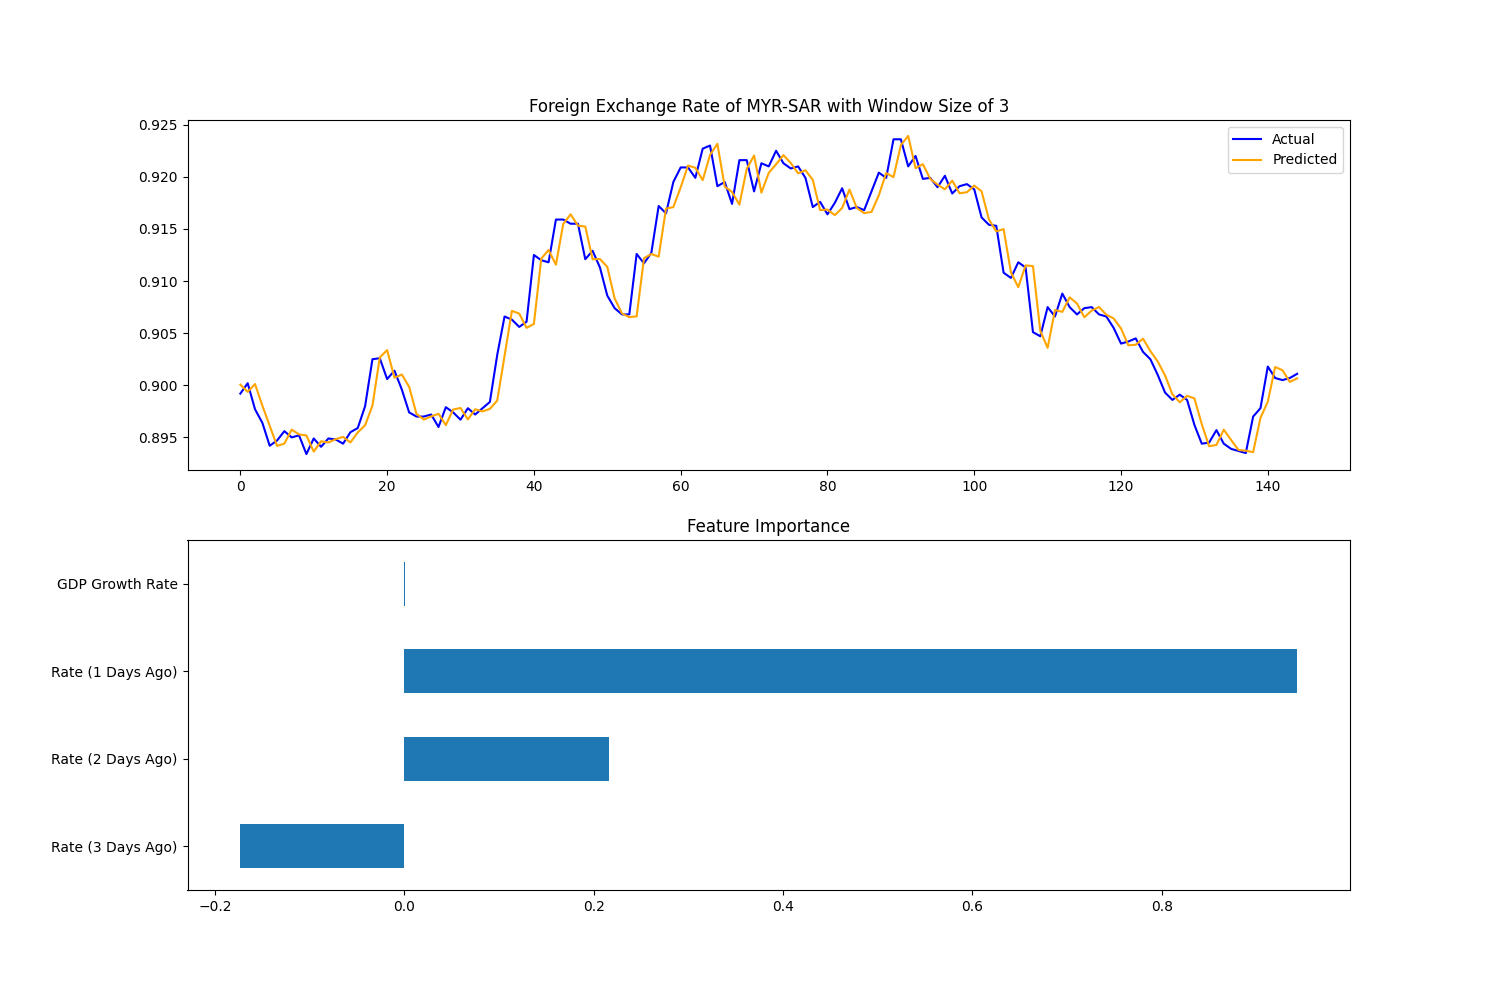 Foreign Exchange Rate of MYR-SAR with Window Size of 3
0.925
0.920
0.915
0.910
0.905
0.900
0.895
Actual
Predicted
0 20 40 60 80 100 120 140
Feature Importance
GDP Growth Rate
Rate (1 Days Ago)
Rate (2 Days Ago)
Rate (3 Days Ago)
−0.2 0.0 0.2 0.4 0.6 0.8